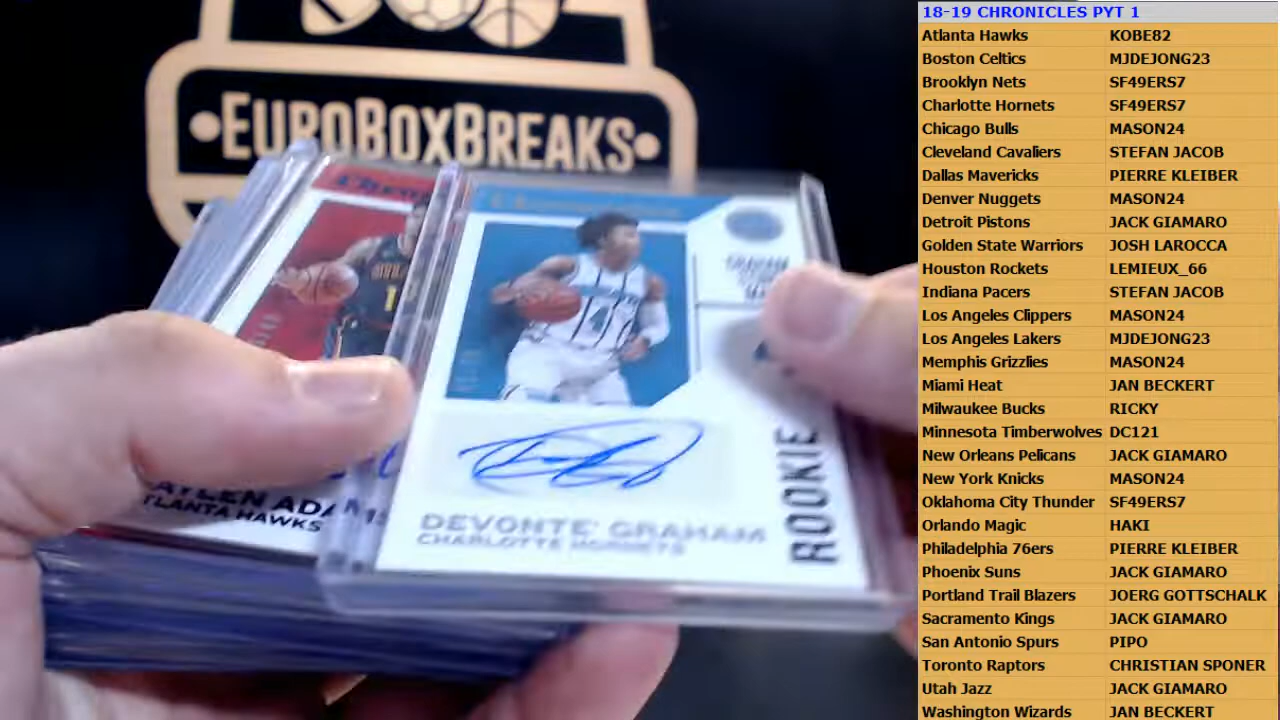 EUROBOXBREAKS
GRAHAM
DEVONTE' GRAHAM
CHARLOTTE HORNETS
ROOKIE
ATLANTA HAWKS
18-19 CHRONICLES PYT 1
Atlanta Hawks KOBE82
Boston Celtics MJDEJONG23
Brooklyn Nets SF49ERS7
Charlotte Hornets SF49ERS7
Chicago Bulls MASON24
Cleveland Cavaliers STEFAN JACOB
Dallas Mavericks PIERRE KLEIBER
Denver Nuggets MASON24
Detroit Pistons JACK GIAMARO
Golden State Warriors JOSH LAROCCA
Houston Rockets LEMIEUX_66
Indiana Pacers STEFAN JACOB
Los Angeles Clippers MASON24
Los Angeles Lakers MJDEJONG23
Memphis Grizzlies MASON24
Miami Heat JAN BECKERT
Milwaukee Bucks RICKY
Minnesota Timberwolves DC121
New Orleans Pelicans JACK GIAMARO
New York Knicks MASON24
Oklahoma City Thunder SF49ERS7
Orlando Magic HAKI
Philadelphia 76ers PIERRE KLEIBER
Phoenix Suns JACK GIAMARO
Portland Trail Blazers JOERG GOTTSCHALK
Sacramento Kings JACK GIAMARO
San Antonio Spurs PIPO
Toronto Raptors CHRISTIAN SPONER
Utah Jazz JACK GIAMARO
Washington Wizards JAN BECKERT